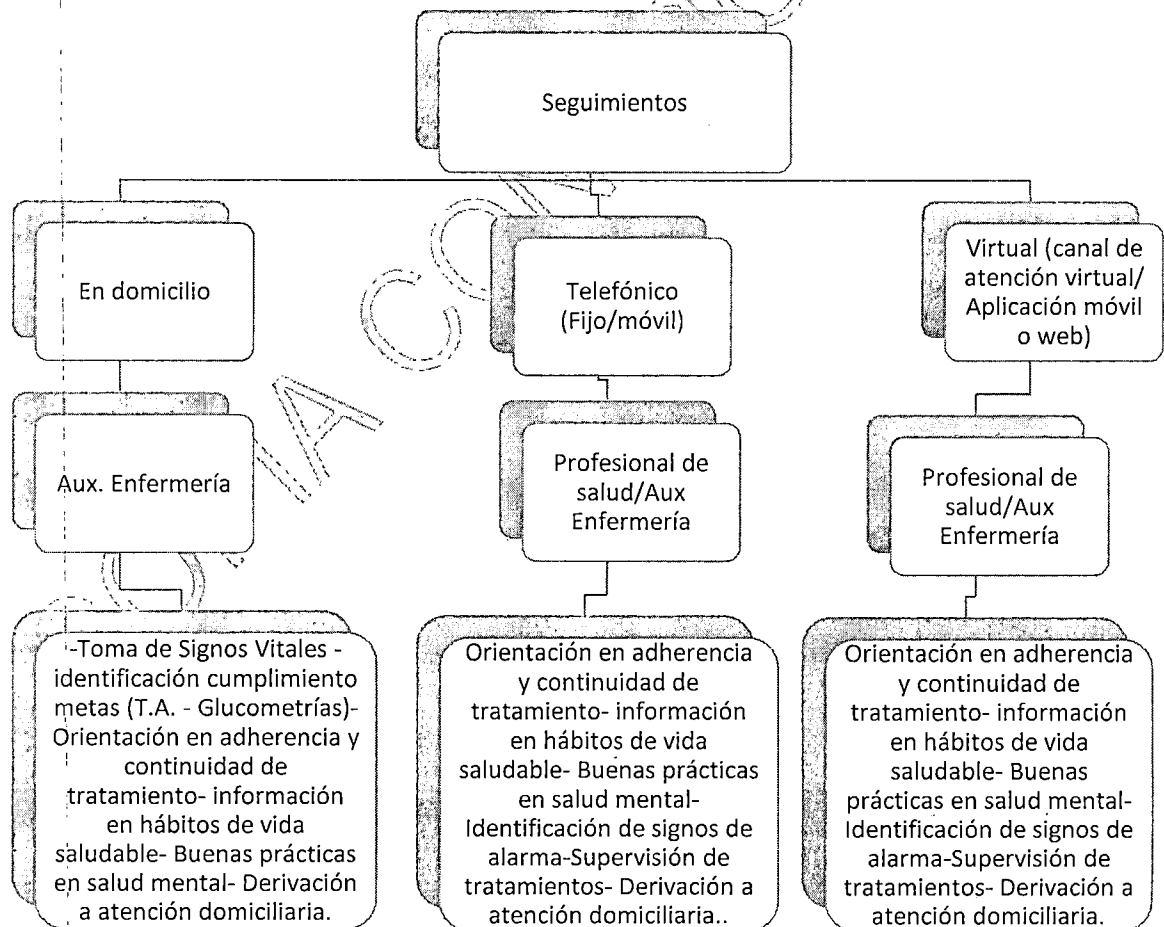 Seguimientos
En domicilio
Telefónico
(Fijo/móvil)
Virtual (canal de
atención virtual/
Aplicación móvil
o web)
Aux. Enfermería
Profesional de
salud/Aux
Enfermería
Profesional de
salud/Aux
Enfermería
-Toma de Signos Vitales -
identificación cumplimiento
metas (T.A. - Glucometrías)-
Orientación en adherencia y
continuidad de
tratamiento- información
en hábitos de vida
saludable- Buenas prácticas
en salud mental- Derivación
a atención domiciliaria.
Orientación en adherencia
y continuidad de
tratamiento- información
en hábitos de vida
saludable- Buenas prácticas
en salud mental-
Identificación de signos de
alarma-Supervisión de
tratamientos- Derivación a
atención domiciliaria..
Orientación en adherencia
y continuidad de
tratamiento- información
en hábitos de vida
saludable- Buenas
prácticas en salud mental-
Identificación de signos de
alarma-Supervisión de
tratamientos- Derivación a
atención domiciliaria.